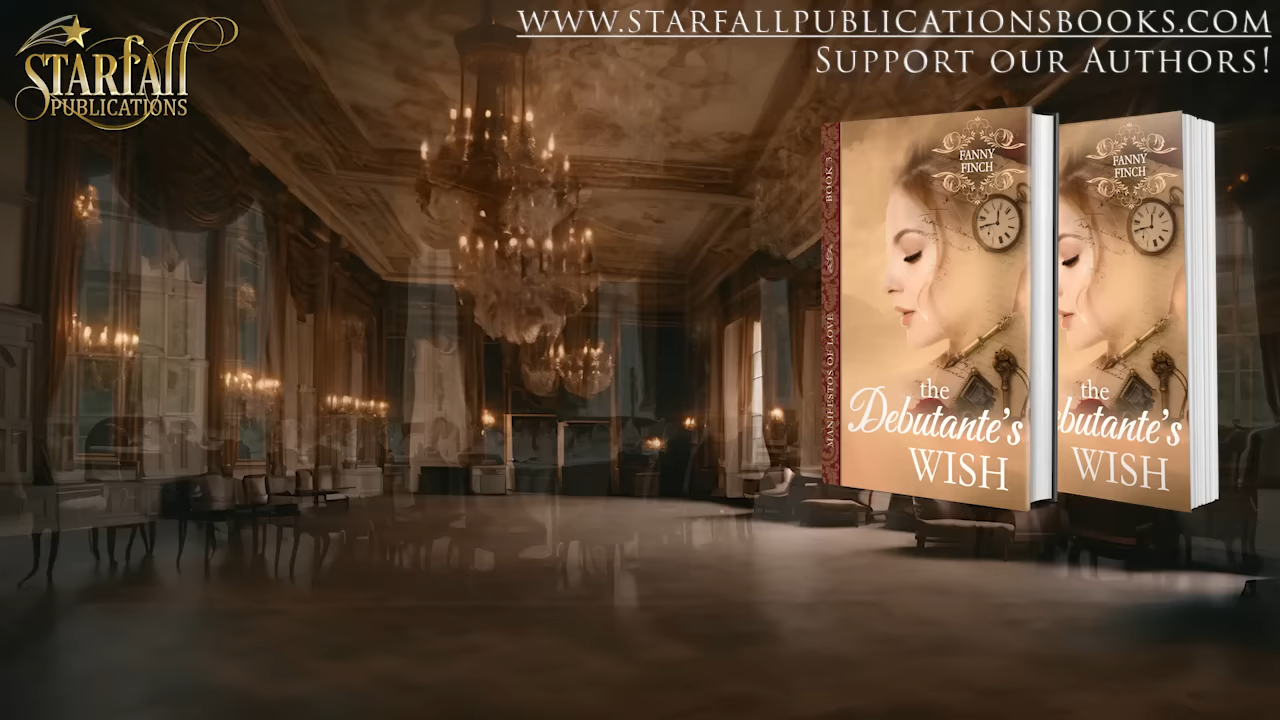 STARfall
PUBLICATIONS
WWW.STARFALLPUBLICATIONSBOOKS.COM
SUPPORT OUR AUTHORS!
BOOK 3
MANIFESTOS OF LOVE
FANNY
FINCH
the
Debutante's
WISH
FANNY
FINCH
the
ebutante's
WISH